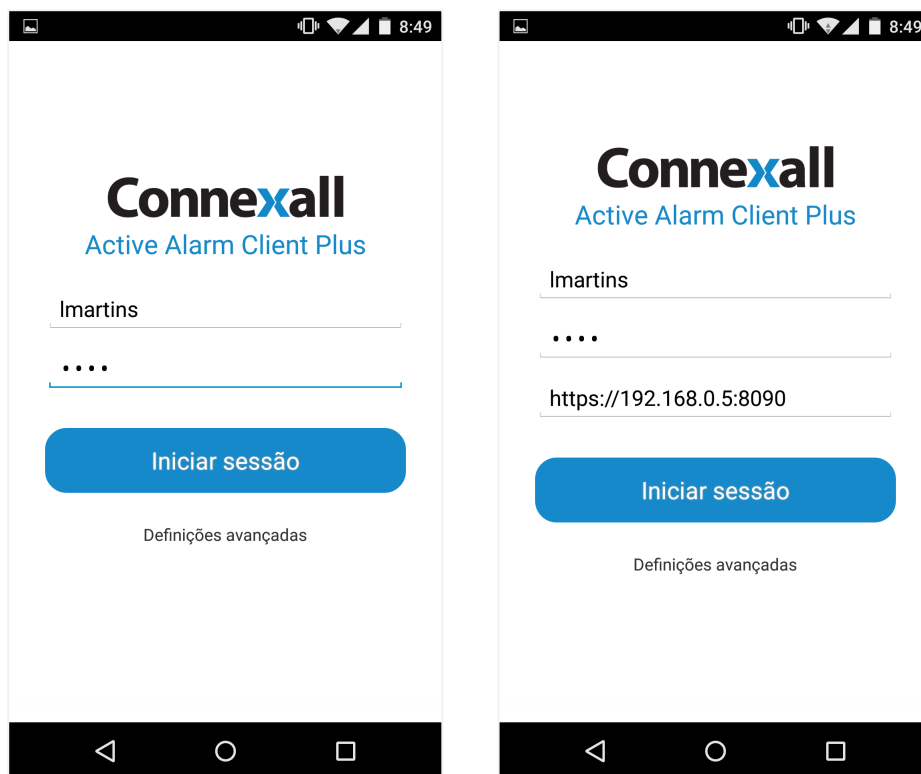 8:49
Connexall
Active Alarm Client Plus
lmartins
••••
Iniciar sessão
Definições avançadas
8:49
Connexall
Active Alarm Client Plus
lmartins
••••
https://192.168.0.5:8090
Iniciar sessão
Definições avançadas